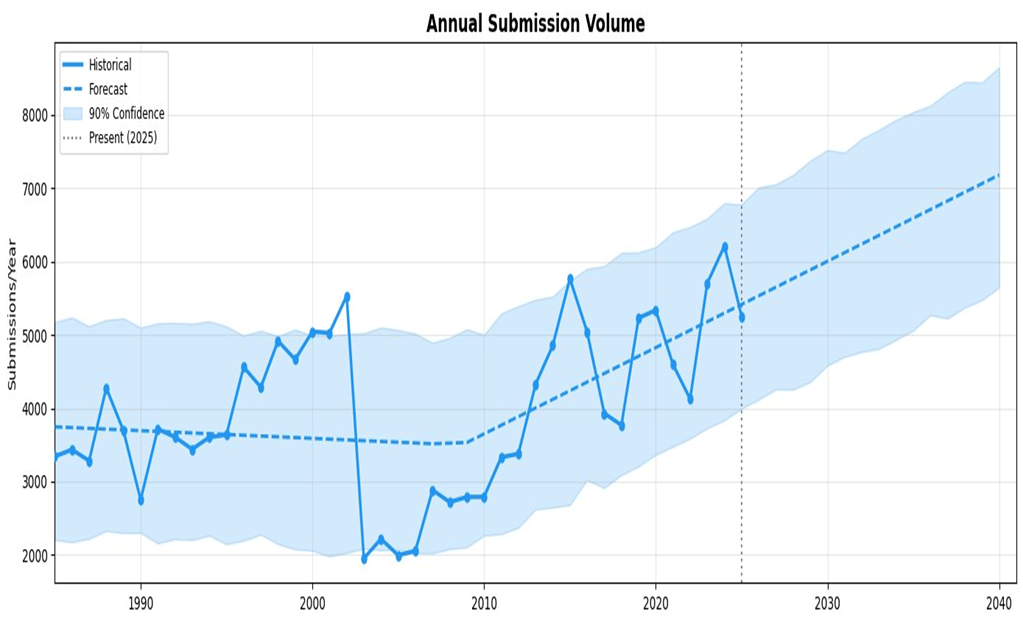 Annual Submission Volume
Historical
Forecast
90% Confidence
Present (2025)
Submissions/Year
8000
7000
6000
5000
4000
3000
2000
1990
2000
2010
2020
2030
2040